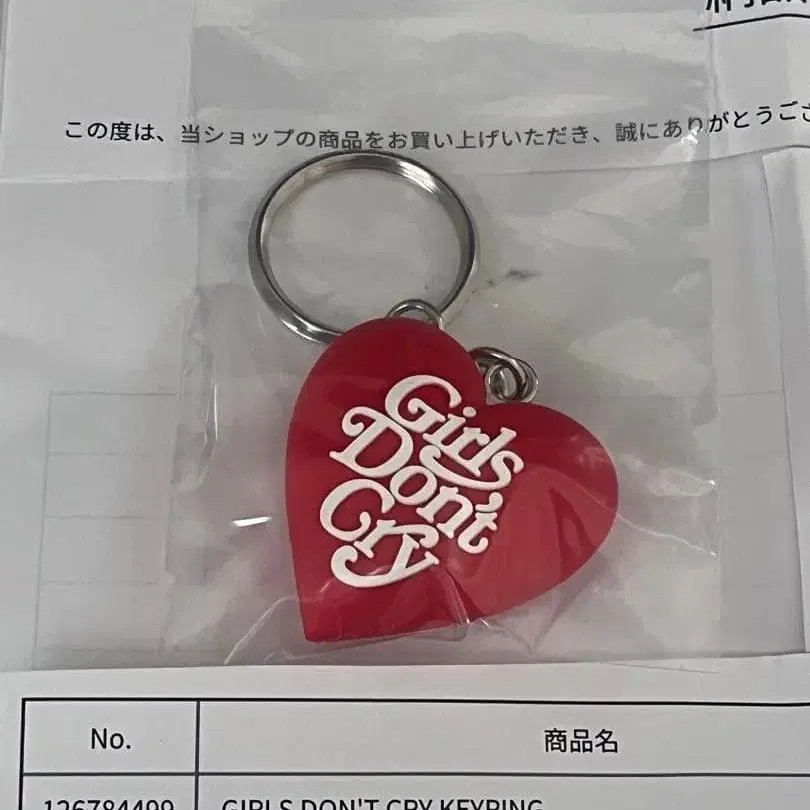 この度は、当ショップの商品をお買い上げいただき、誠にありがとうござ
Girls
Don't
Cry
No.
商品名
126784499
GIRLS DON'T CRY KEYRING